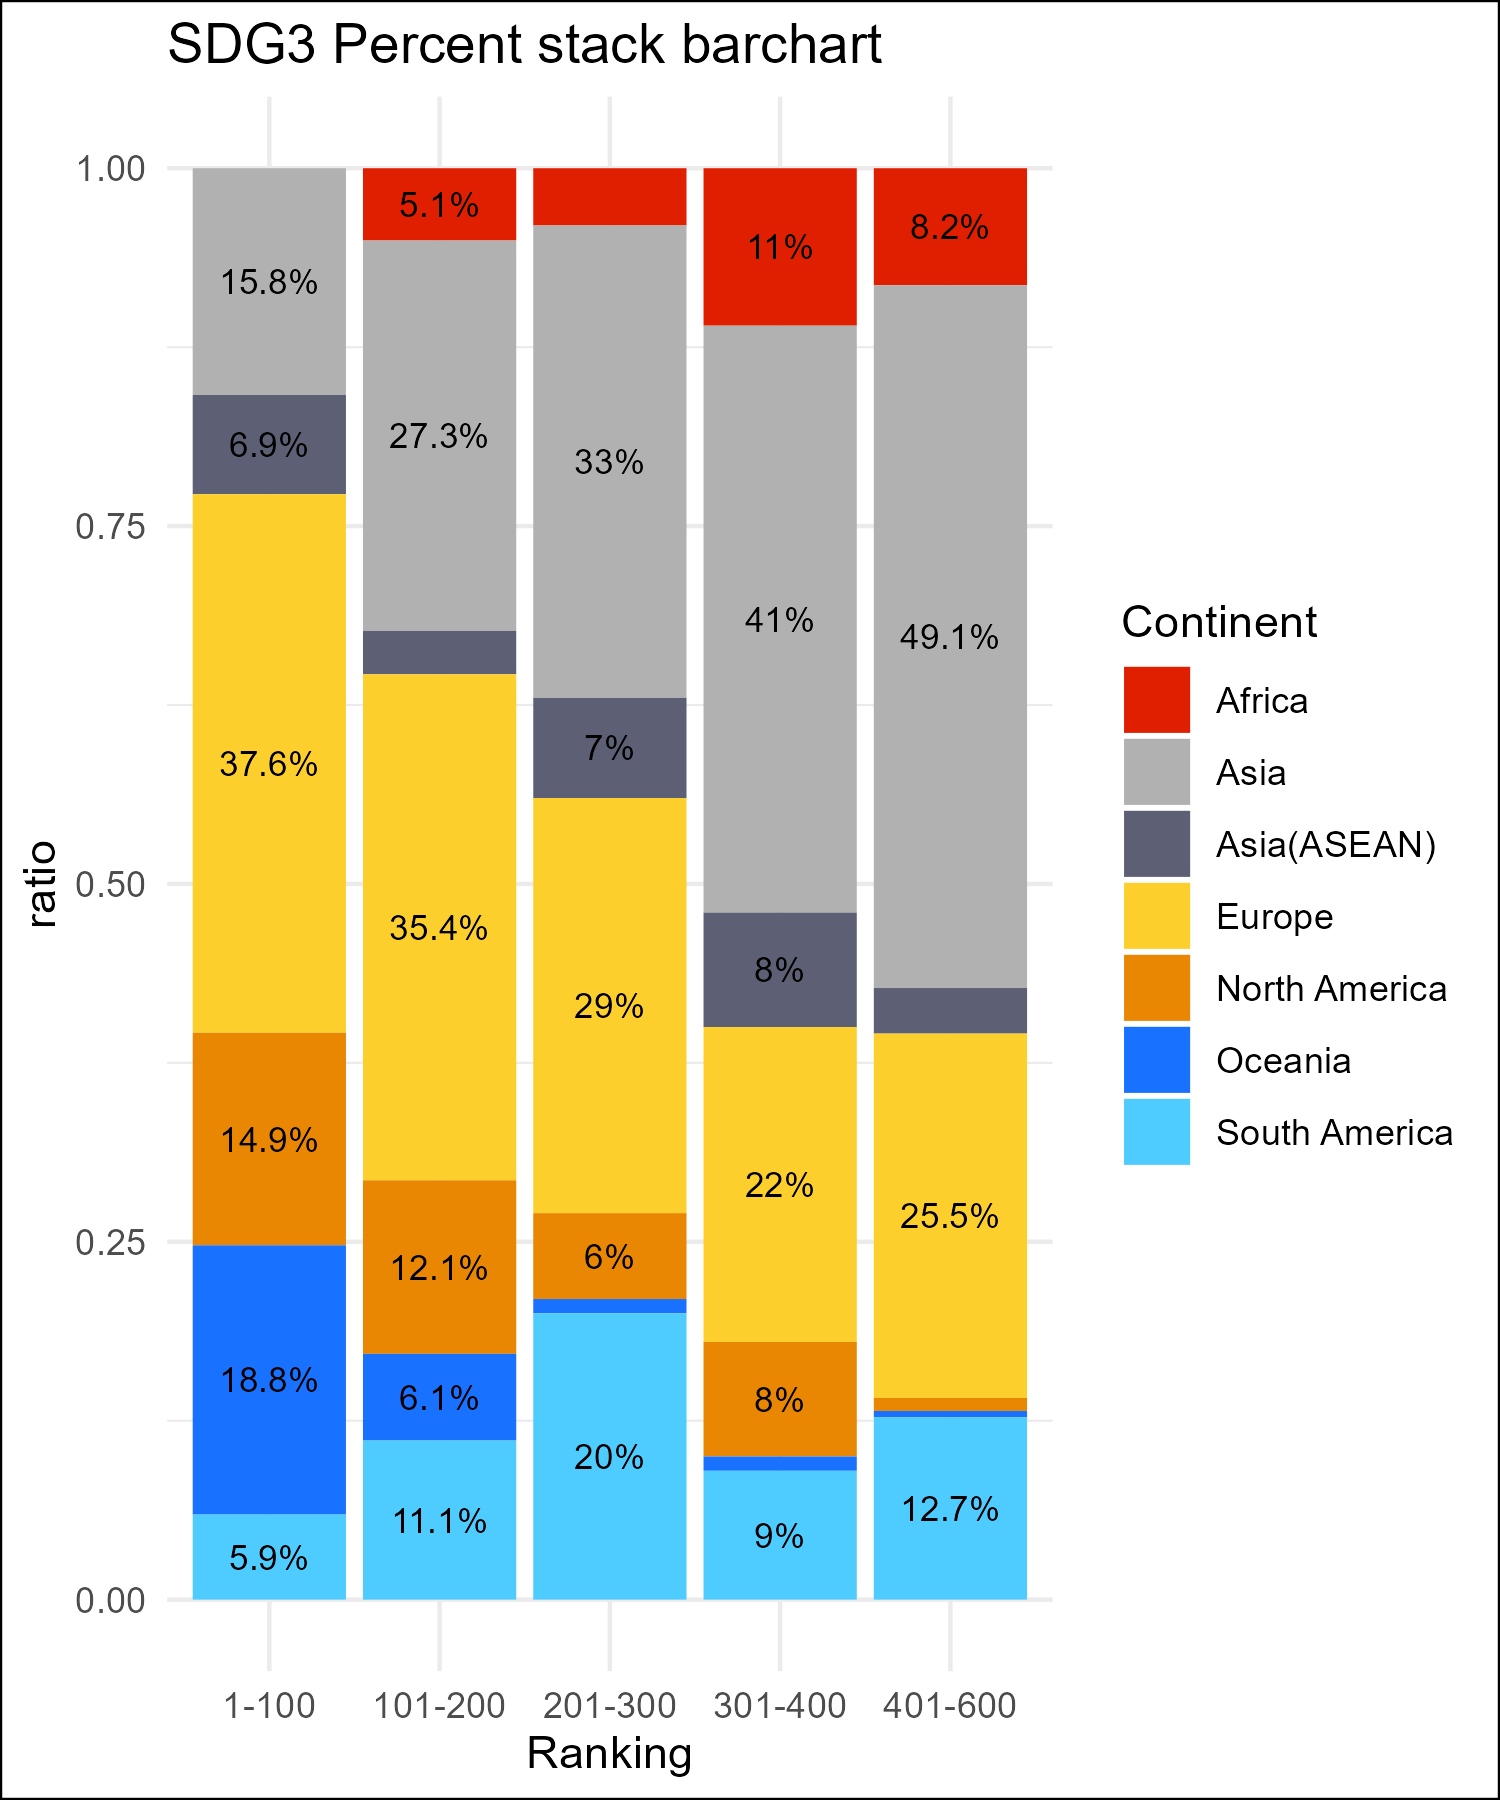 SDG3 Percent stack barchart
1.00
0.75
0.50
0.25
0.00
ratio
15.8%
6.9%
37.6%
14.9%
18.8%
5.9%
5.1%
27.3%
35.4%
12.1%
6.1%
11.1%
33%
7%
29%
6%
20%
11%
41%
8%
22%
8%
9%
8.2%
49.1%
25.5%
12.7%
1-100 101-200 201-300 301-400 401-600
Ranking
Continent
Africa
Asia
Asia(ASEAN)
Europe
North America
Oceania
South America